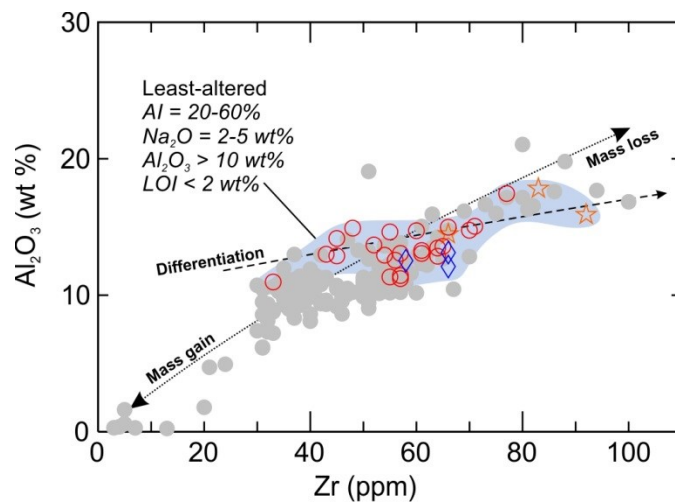 30
20
10
0
Al₂O₃ (wt %)
Least-altered
AI = 20-60%
Na₂O = 2-5 wt%
Al₂O₃ > 10 wt%
LOI < 2 wt%
Mass loss
Differentiation
Mass gain
0 20 40 60 80 100
Zr (ppm)